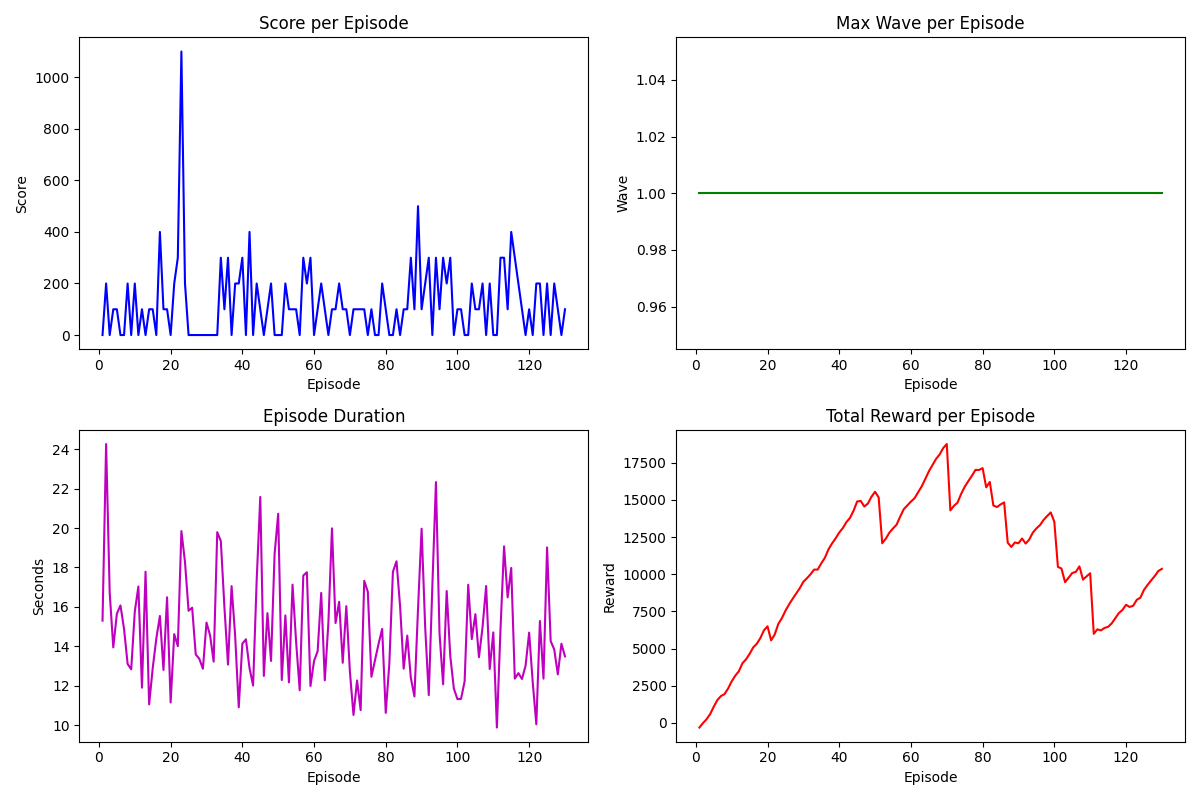 Score per Episode
Score
1000
800
600
400
200
0
0 20 40 60 80 100 120
Episode
Max Wave per Episode
Wave
1.04
1.02
1.00
0.98
0.96
0 20 40 60 80 100 120
Episode
Episode Duration
Seconds
24
22
20
18
16
14
12
10
0 20 40 60 80 100 120
Episode
Total Reward per Episode
Reward
17500
15000
12500
10000
7500
5000
2500
0
0 20 40 60 80 100 120
Episode